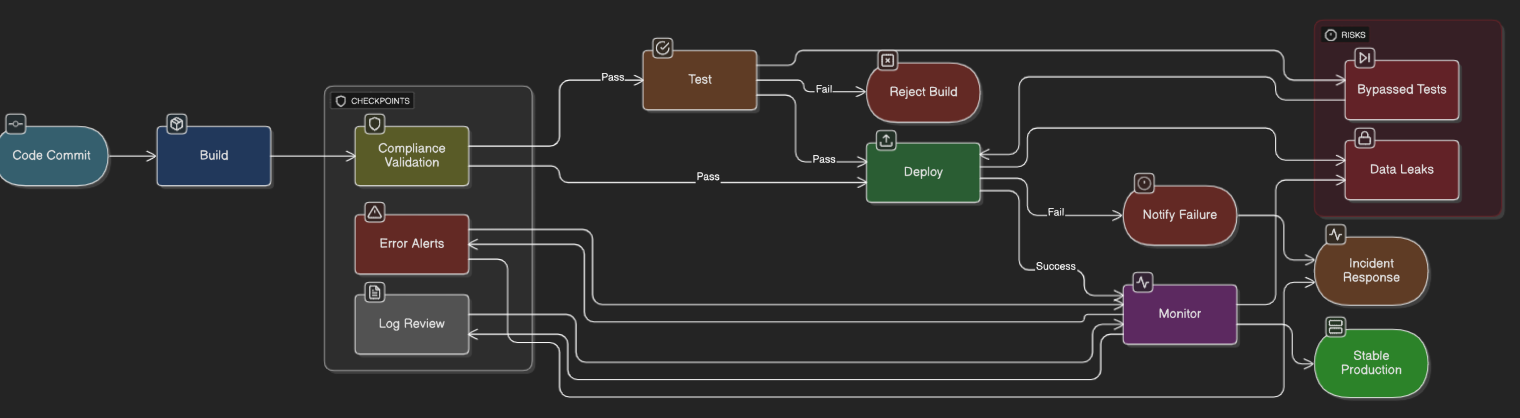 RISKS
Pass
Test
Fail
Reject Build
Bypassed Tests
CHECKPOINTS
Code Commit
Build
Compliance
Validation
Pass
Pass
Deploy
Data Leaks
Fail
Notify Failure
Error Alerts
Success
Incident
Response
Log Review
Monitor
Stable
Production